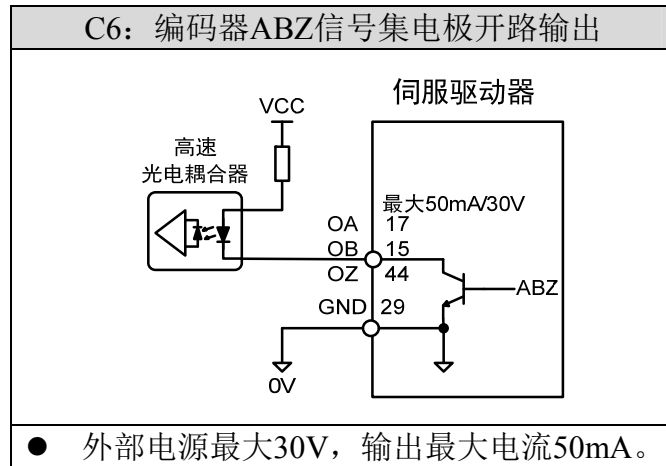 C6：编码器ABZ信号集电极开路输出
伺服驱动器
VCC
高速
光电耦合器
最大50mA/30V
OA 17
OB 15
OZ 44
ABZ
GND 29
0V
● 外部电源最大30V，输出最大电流50mA。